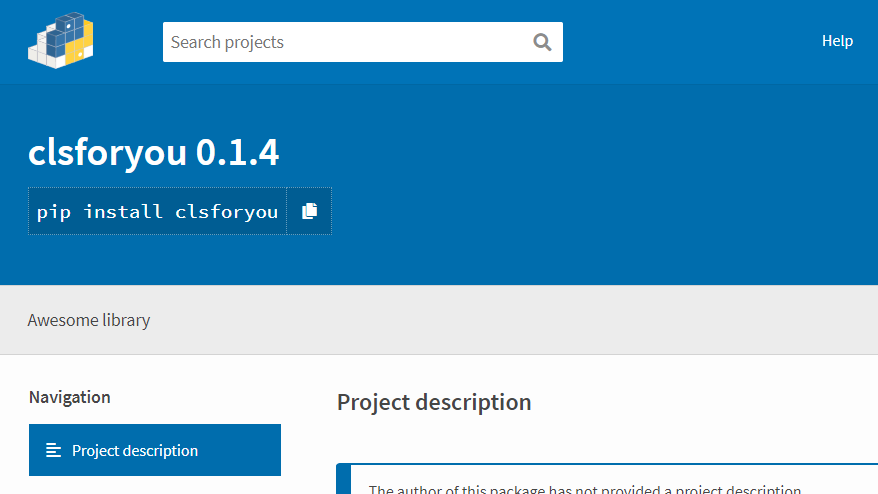 Search projects
Help
clsforyou 0.1.4
pip install clsforyou
Awesome library
Navigation
Project description
Project description
The author of this package has not provided a project description